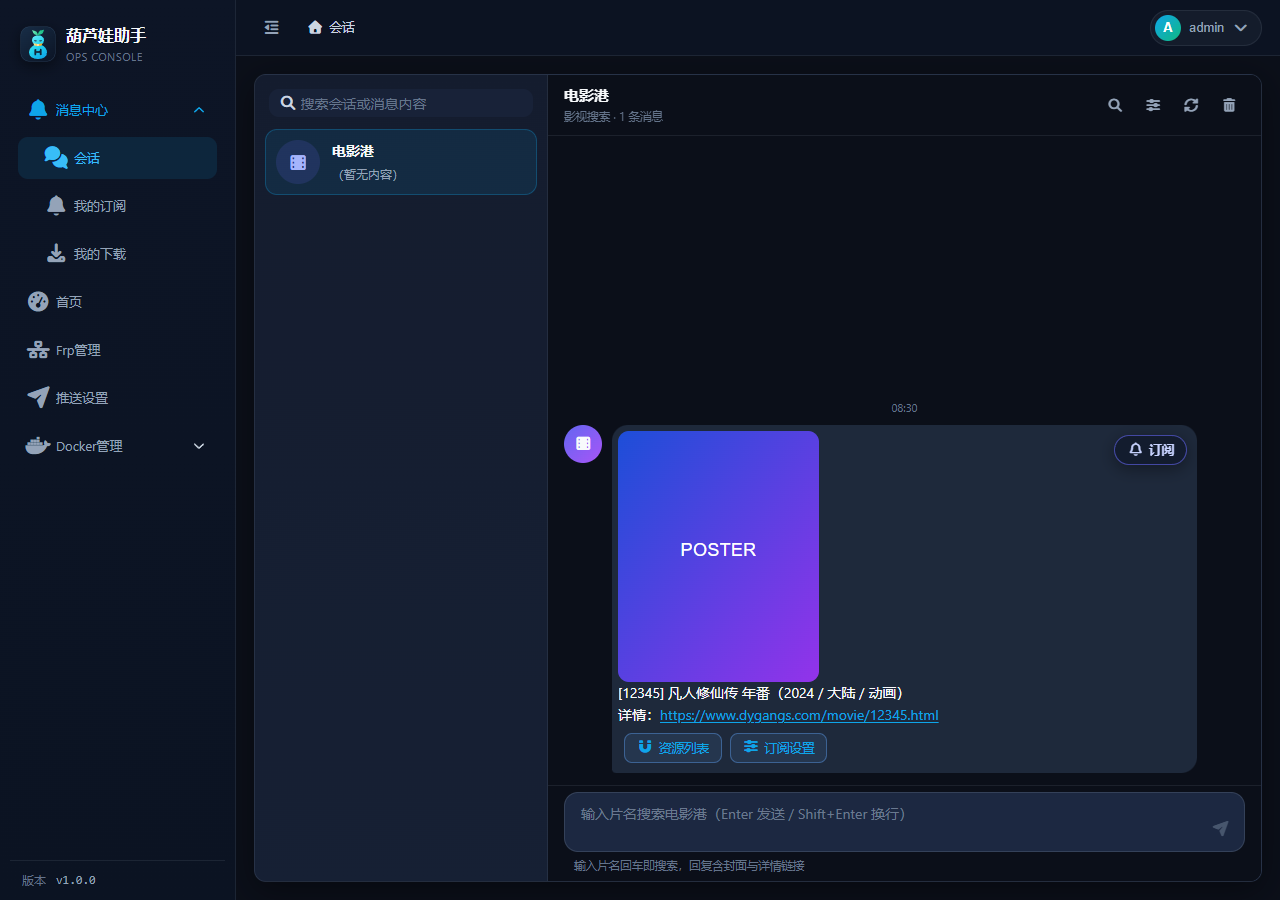 葫芦娃助手
OPS CONSOLE
消息中心
会话
我的订阅
我的下载
首页
Frp管理
推送设置
Docker管理
版本 v1.0.0
会话
A admin
搜索会话或消息内容
电影港
(暂无内容)
电影港
影视搜索 · 1 条消息
08:30
POSTER
订阅
[12345] 凡人修仙传 年番（2024 / 大陆 / 动画）
详情：https://www.dygangs.com/movie/12345.html
资源列表
订阅设置
输入片名搜索电影港（Enter 发送 / Shift+Enter 换行）
输入片名回车即搜索，回复含封面与详情链接